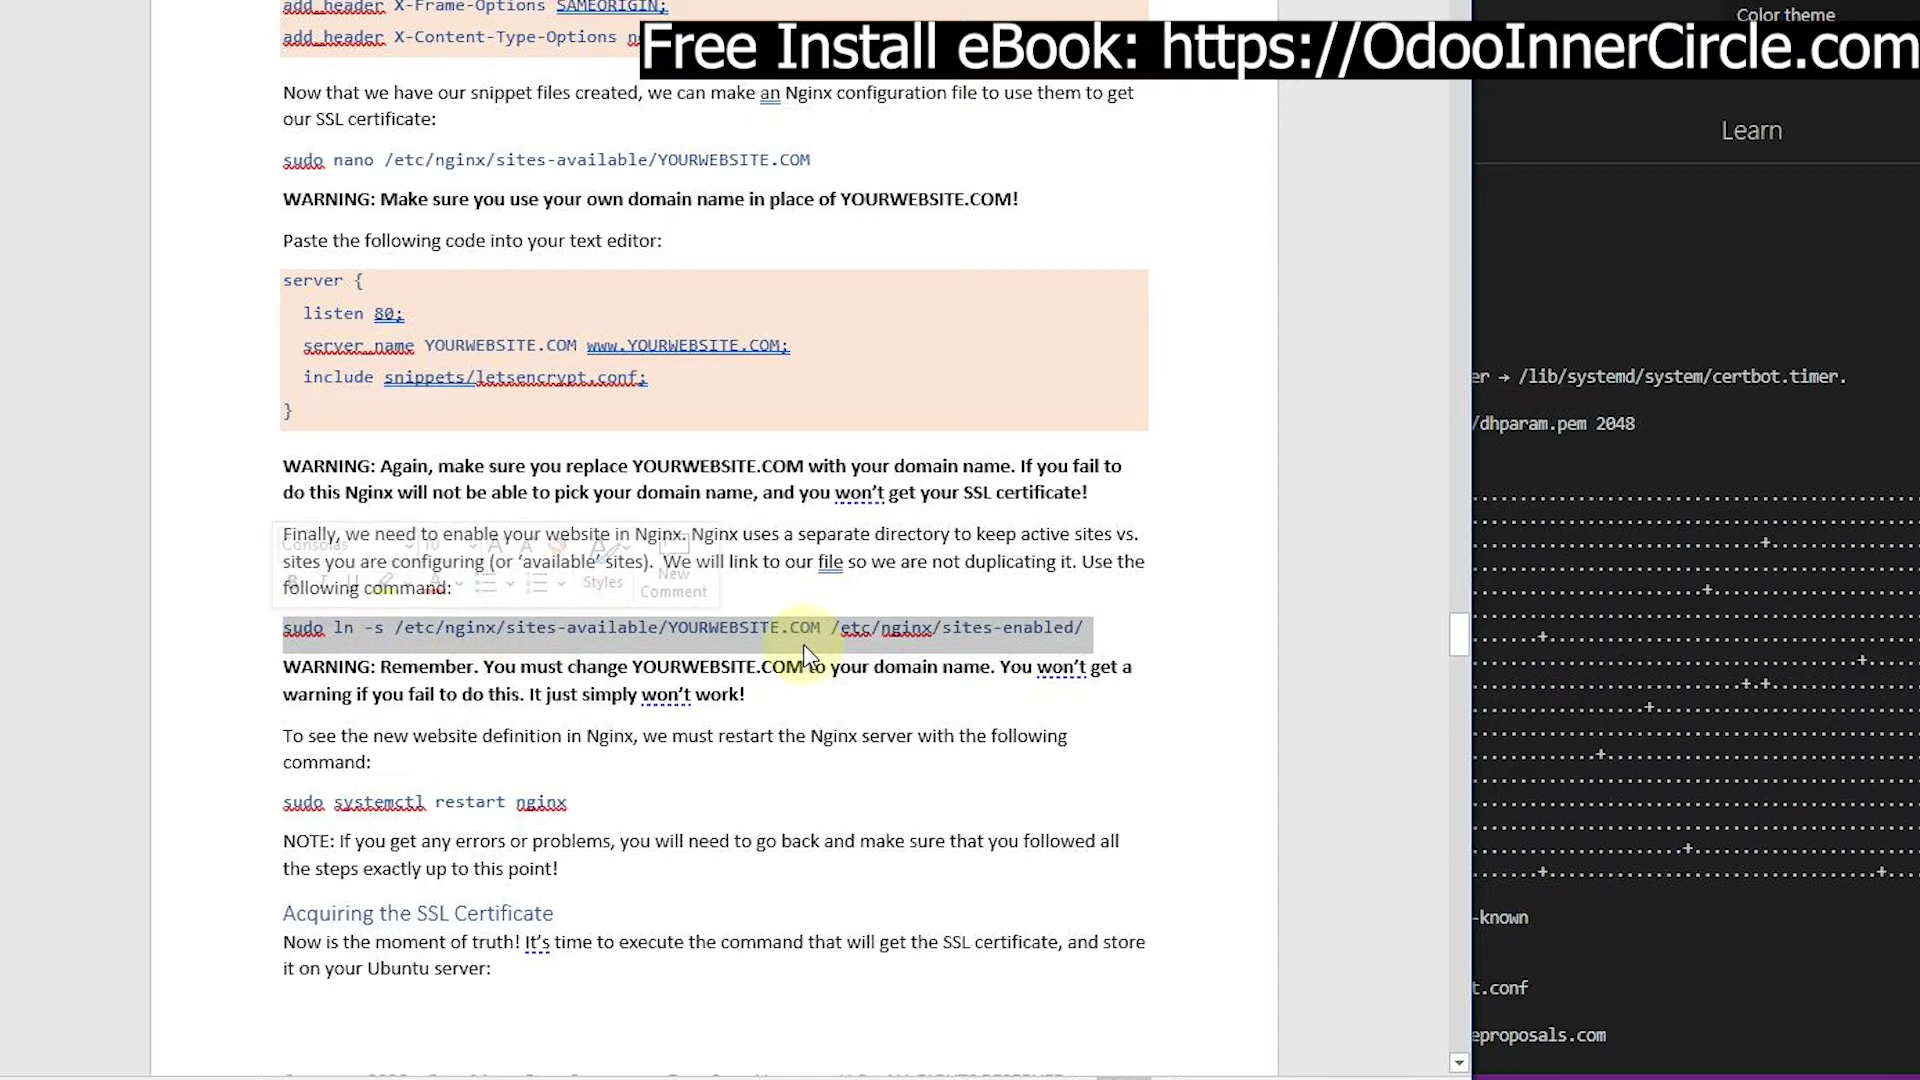 add_header X-Frame-Options SAMEORIGIN;
add_header X-Content-Type-Options
Free Install eBook: https://OdooInnerCircle.com
Color theme
Learn
Now that we have our snippet files created, we can make an Nginx configuration file to use them to get
our SSL certificate:
sudo nano /etc/nginx/sites-available/YOURWEBSITE.COM
WARNING: Make sure you use your own domain name in place of YOURWEBSITE.COM!
Paste the following code into your text editor:
server {
listen 80;
server_name YOURWEBSITE.COM www.YOURWEBSITE.COM;
include snippets/letsencrypt.conf;
}
WARNING: Again, make sure you replace YOURWEBSITE.COM with your domain name. If you fail to
do this Nginx will not be able to pick your domain name, and you won’t get your SSL certificate!
Finally, we need to enable your website in Nginx. Nginx uses a separate directory to keep active sites vs.
sites you are configuring (or ‘available’ sites).  We will link to our file so we are not duplicating it. Use the
following command:
Consolas 10
Styles
New
Comment
sudo ln -s /etc/nginx/sites-available/YOURWEBSITE.COM /etc/nginx/sites-enabled/
WARNING: Remember. You must change YOURWEBSITE.COM to your domain name. You won’t get a
warning if you fail to do this. It just simply won’t work!
To see the new website definition in Nginx, we must restart the Nginx server with the following
command:
sudo systemctl restart nginx
NOTE: If you get any errors or problems, you will need to go back and make sure that you followed all
the steps exactly up to this point!
Acquiring the SSL Certificate
Now is the moment of truth! It’s time to execute the command that will get the SSL certificate, and store
it on your Ubuntu server:
er → /lib/systemd/system/certbot.timer.
/dhparam.pem 2048
-known
t.conf
eproposals.com